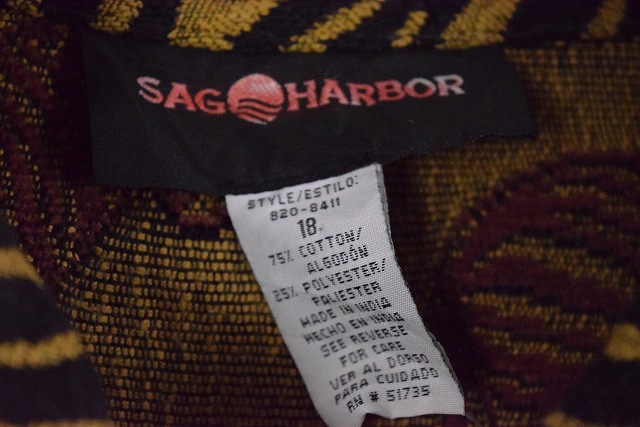 SAG HARBOR
STYLE/ESTILO:
820-8411
18
75% COTTON/
ALGODÓN
25% POLYESTER/
PALIESTER
MADE IN INDIA
HECHO EN INDIA
SEE REVERSE
FOR CARE
VER AL DORSO
PARA CUIDADO
RN # 51735